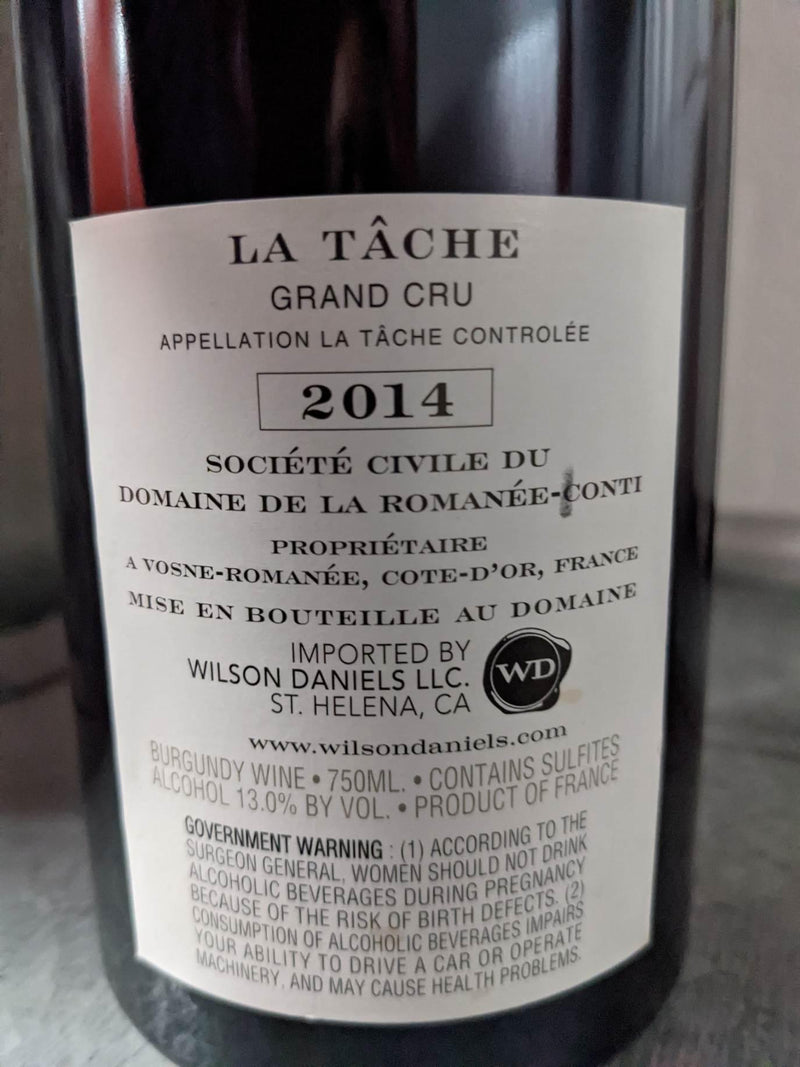 LA TÂCHE
GRAND CRU
APPELLATION LA TÂCHE CONTROLÉE
2014
SOCIÉTÉ CIVILE DU
DOMAINE DE LA ROMANÉE-CONTI
PROPRIÉTAIRE
A VOSNE-ROMANÉE, COTE-D'OR, FRANCE
MISE EN BOUTEILLE AU DOMAINE
IMPORTED BY
WILSON DANIELS LLC.
ST. HELENA, CA
WD
www.wilsondaniels.com
BURGUNDY WINE • 750ML. • CONTAINS SULFITES
ALCOHOL 13.0% BY VOL. • PRODUCT OF FRANCE
GOVERNMENT WARNING : (1) ACCORDING TO THE
SURGEON GENERAL, WOMEN SHOULD NOT DRINK
ALCOHOLIC BEVERAGES DURING PREGNANCY
BECAUSE OF THE RISK OF BIRTH DEFECTS. (2)
CONSUMPTION OF ALCOHOLIC BEVERAGES IMPAIRS
YOUR ABILITY TO DRIVE A CAR OR OPERATE
MACHINERY, AND MAY CAUSE HEALTH PROBLEMS.